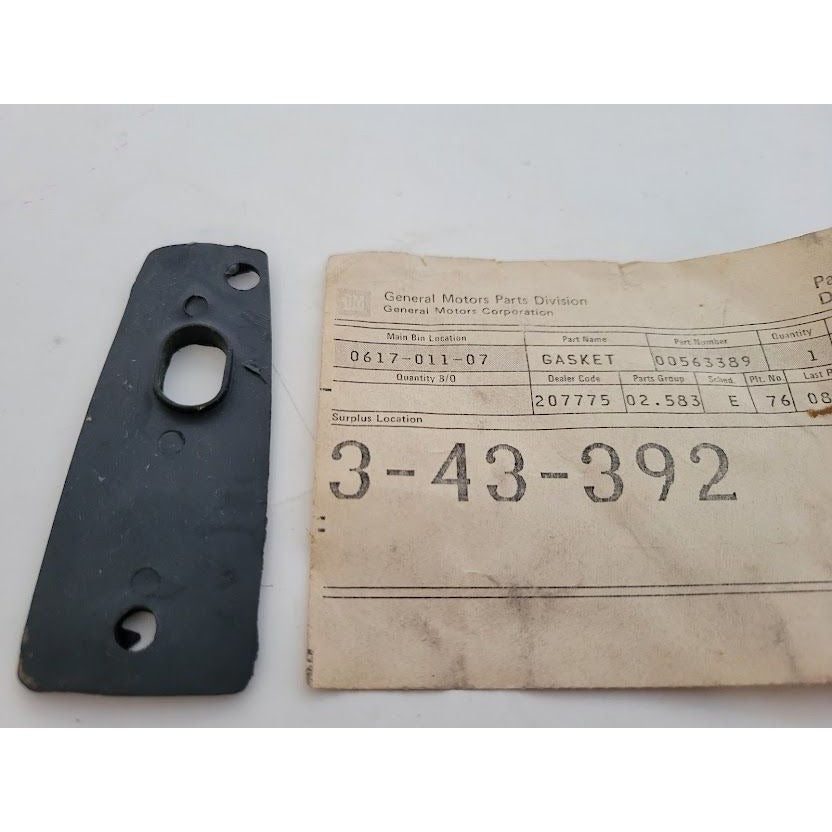 General Motors Parts Division
General Motors Corporation
Main Bin Location Part Name Part Number Quantity
0617-011-07 GASKET 00563389 1
Quantity B/O Dealer Code Parts Group Sched. Plt. No. Last
207775 02.583 E 76 08
Surplus Location
3-43-392